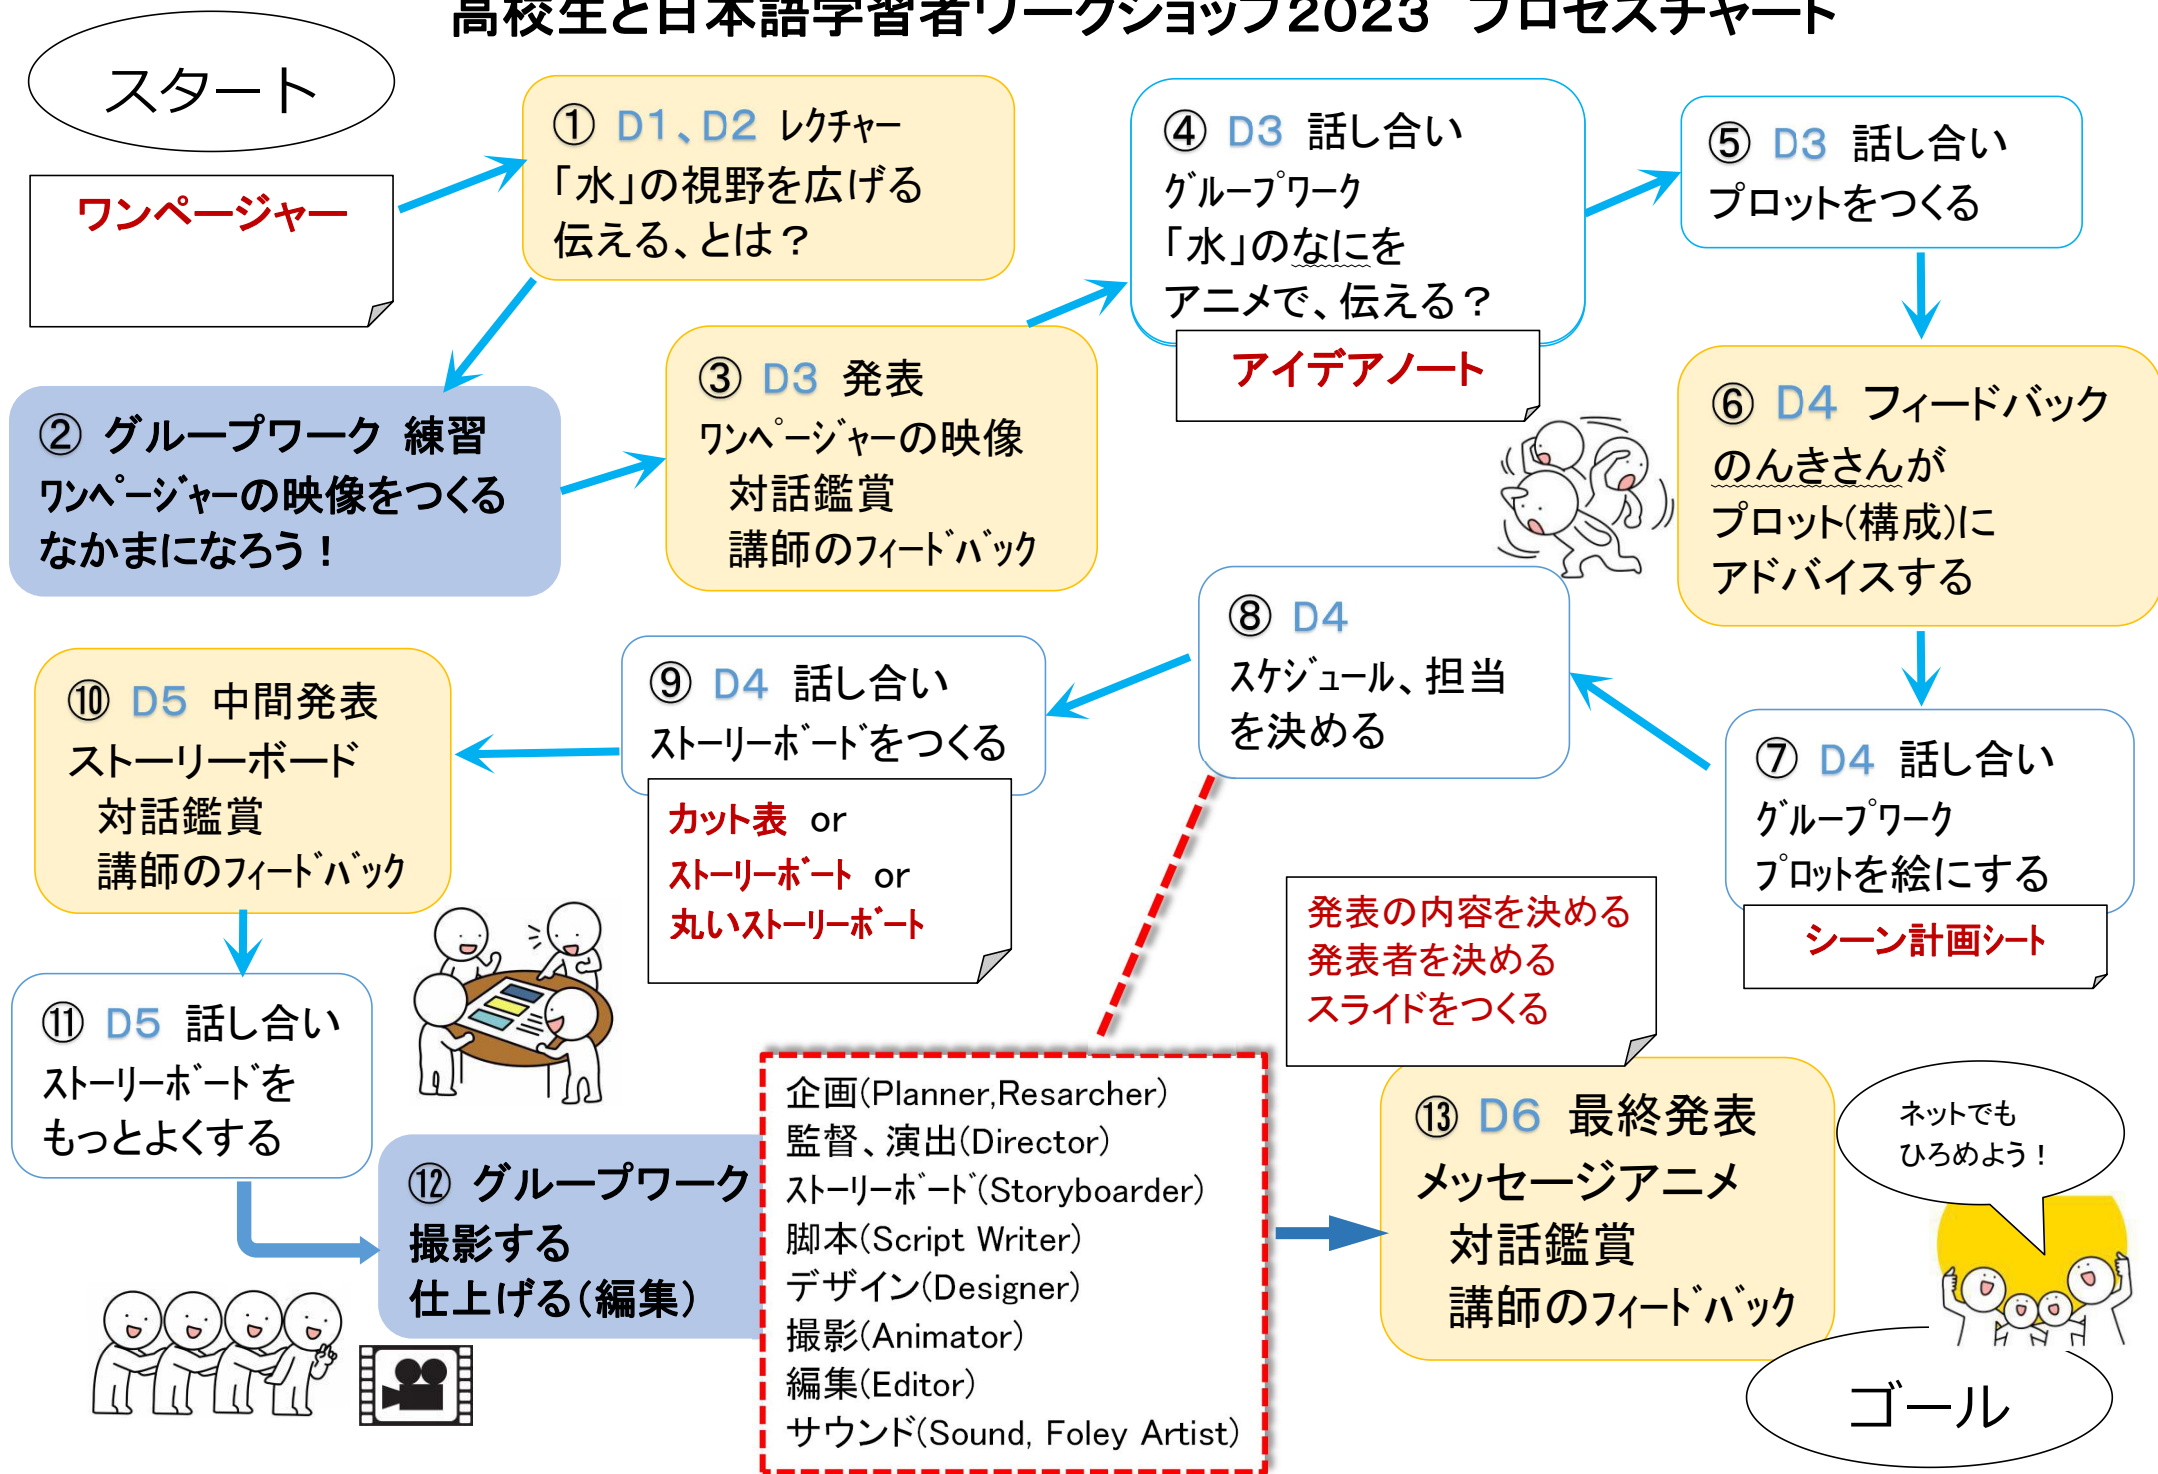 高校生と日本語学習者ワークショップ2023 プロセスチャート
スタート
ワンページャー
① D1、D2 レクチャー
「水」の視野を広げる
伝える、とは？
② グループワーク 練習
ワンページャーの映像をつくる
なかまになろう！
③ D3 発表
ワンページャーの映像
対話鑑賞
講師のフィードバック
④ D3 話し合い
グループワーク
「水」のなにを
アニメで、伝える？
アイデアノート
⑤ D3 話し合い
プロットをつくる
⑥ D4 フィードバック
のんきさんが
プロット(構成)に
アドバイスする
⑦ D4 話し合い
グループワーク
プロットを絵にする
シーン計画シート
⑧ D4
スケジュール、担当
を決める
⑨ D4 話し合い
ストーリーボードをつくる
カット表 or
ストーリーボート or
丸いストーリーボート
⑩ D5 中間発表
ストーリーボード
対話鑑賞
講師のフィードバック
⑪ D5 話し合い
ストーリーボードを
もっとよくする
⑫ グループワーク
撮影する
仕上げる(編集)
企画(Planner,Resarcher)
監督、演出(Director)
ストーリーボード(Storyboarder)
脚本(Script Writer)
デザイン(Designer)
撮影(Animator)
編集(Editor)
サウンド(Sound, Foley Artist)
発表の内容を決める
発表者を決める
スライドをつくる
⑬ D6 最終発表
メッセージアニメ
対話鑑賞
講師のフィードバック
ネットでも
ひろめよう！
ゴール